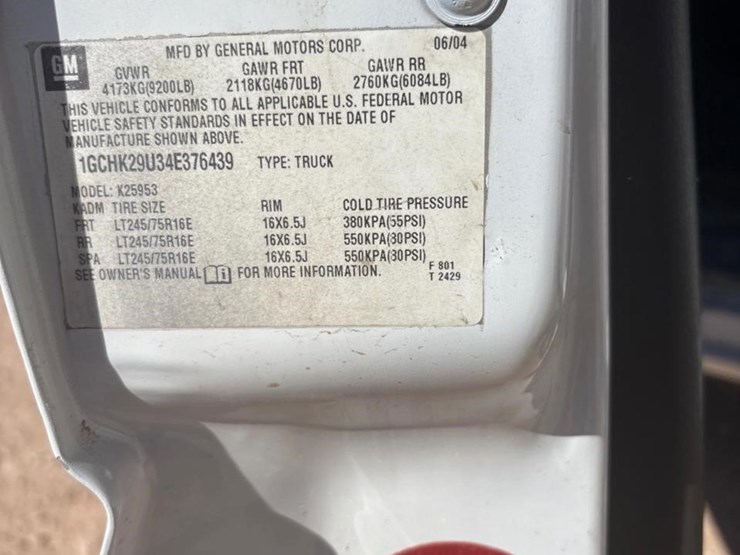 GM MFD BY GENERAL MOTORS CORP. 06/04
GVWR GAWR FRT GAWR RR
4173KG(9200LB) 2118KG(4670LB) 2760KG(6084LB)
THIS VEHICLE CONFORMS TO ALL APPLICABLE U.S. FEDERAL MOTOR
VEHICLE SAFETY STANDARDS IN EFFECT ON THE DATE OF
MANUFACTURE SHOWN ABOVE.
1GCHK29U34E376439 TYPE: TRUCK
MODEL: K25953
KADM TIRE SIZE RIM COLD TIRE PRESSURE
FRT LT245/75R16E 16X6.5J 380KPA(55PSI)
RR LT245/75R16E 16X6.5J 550KPA(80PSI)
SPA LT245/75R16E 16X6.5J 550KPA(80PSI)
SEE OWNER'S MANUAL i FOR MORE INFORMATION.
F 801
T 2429